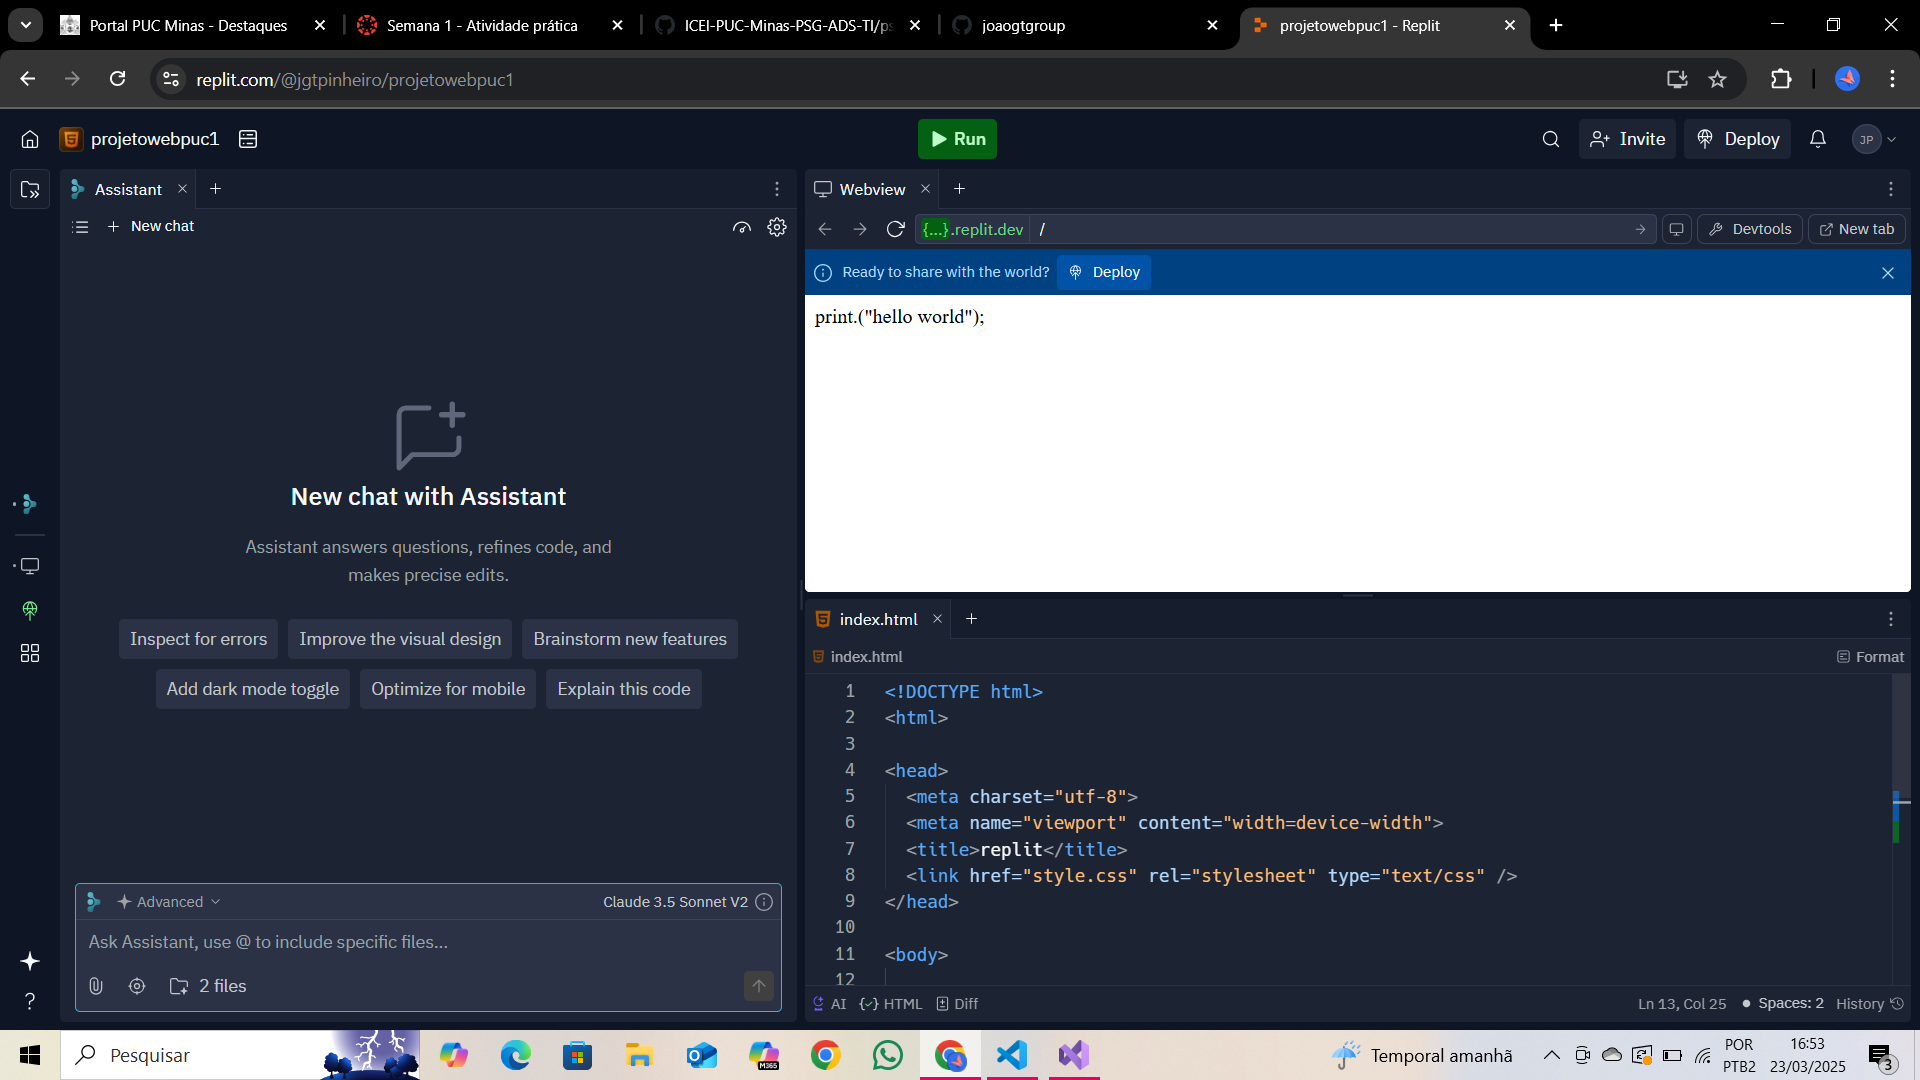 Portal PUC Minas - Destaques
Semana 1 - Atividade prática
ICEI-PUC-Minas-PSG-ADS-TI/ps
joaogtgroup
projetowebpuc1 - Replit
replit.com/@jgtpinheiro/projetowebpuc1
projetowebpuc1
Run
Invite
Deploy
JP
Assistant
New chat
New chat with Assistant
Assistant answers questions, refines code, and
makes precise edits.
Inspect for errors
Improve the visual design
Brainstorm new features
Add dark mode toggle
Optimize for mobile
Explain this code
Advanced
Claude 3.5 Sonnet V2
Ask Assistant, use @ to include specific files...
2 files
Webview
{...}.replit.dev
/
Devtools
New tab
Ready to share with the world?
Deploy
print.("hello world");
index.html
index.html
Format
1 <!DOCTYPE html>
2 <html>
3
4 <head>
5 <meta charset="utf-8">
6 <meta name="viewport" content="width=device-width">
7 <title>replit</title>
8 <link href="style.css" rel="stylesheet" type="text/css" />
9 </head>
10
11 <body>
12
AI
HTML
Diff
Ln 13, Col 25
Spaces: 2
History
Pesquisar
M365
Temporal amanhã
POR
PTB2
16:53
23/03/2025
3